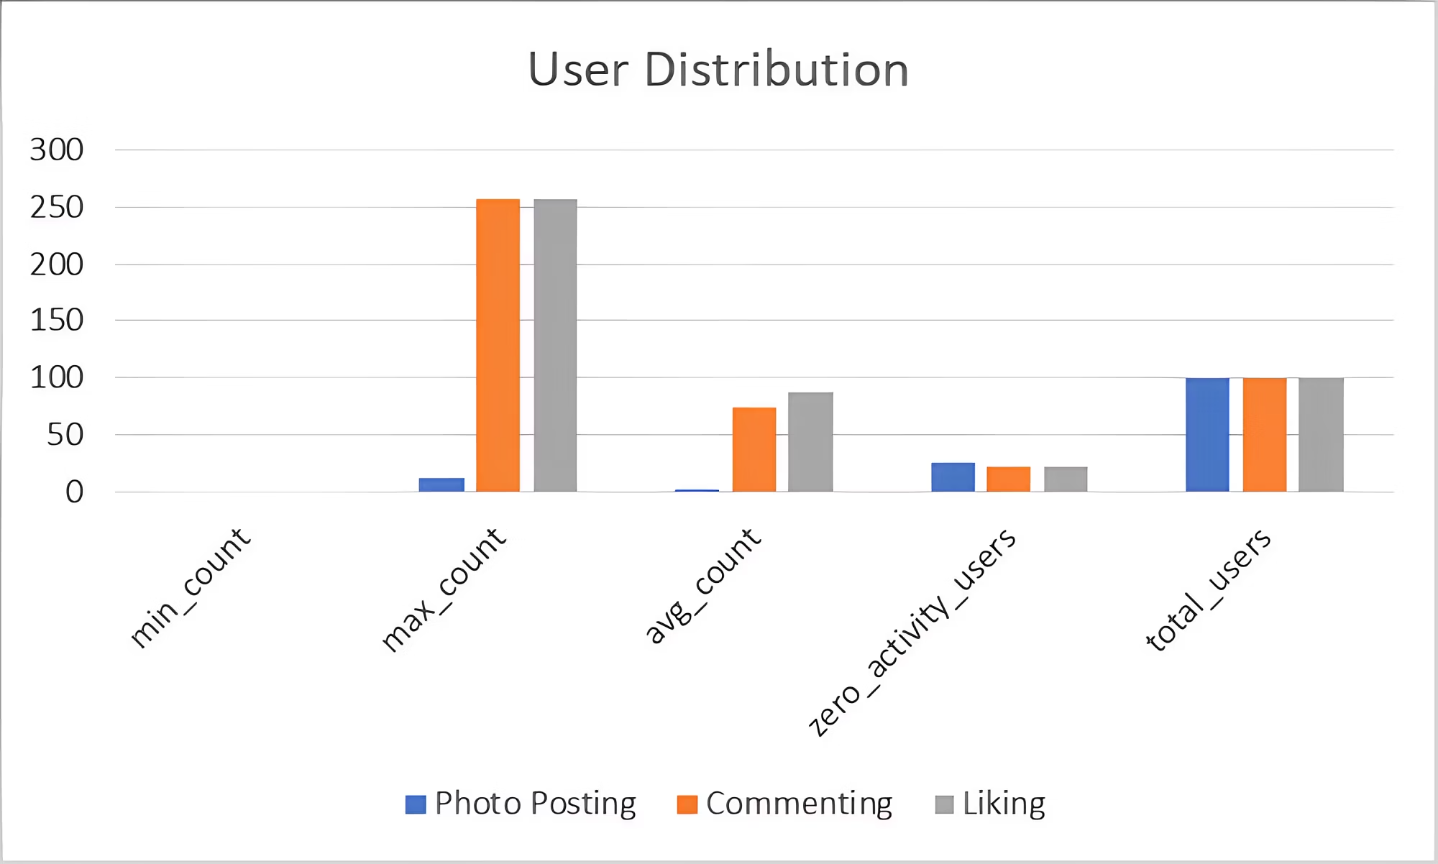 User Distribution
300
250
200
150
100
50
0
min_count
max_count
avg_count
zero_activity_users
total_users
Photo Posting
Commenting
Liking